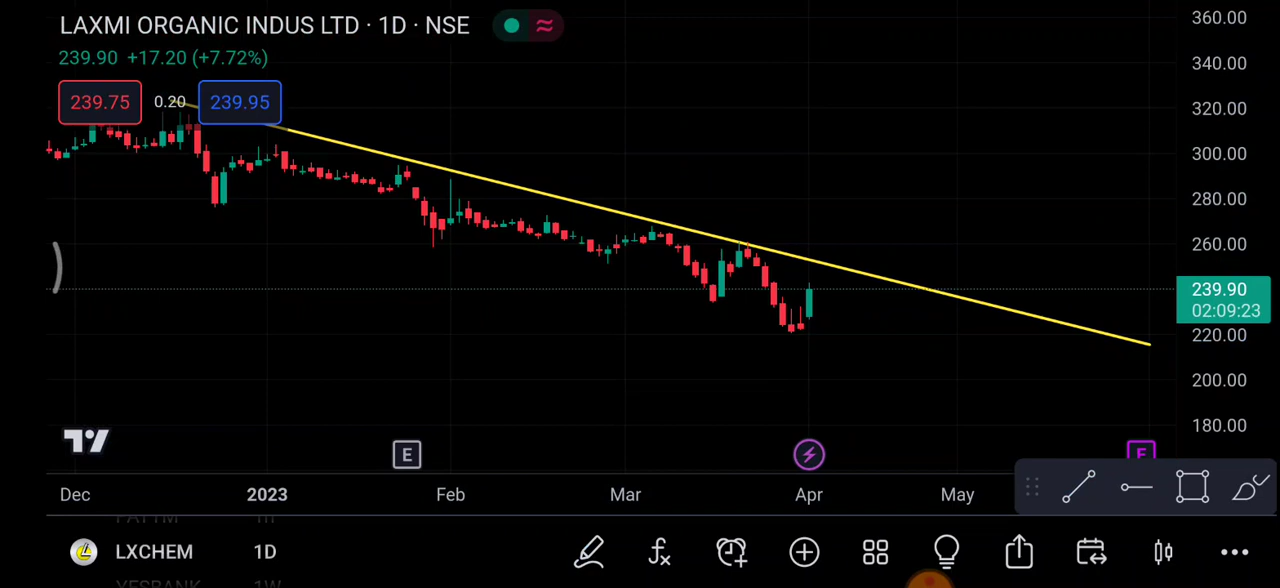 LAXMI ORGANIC INDUS LTD · 1D · NSE
239.90 +17.20 (+7.72%)
239.75 0.20 239.95
360.00
340.00
320.00
300.00
280.00
260.00
239.90
02:09:23
220.00
200.00
180.00
E
E
Dec 2023 Feb Mar Apr May
LXCHEM 1D
YESBANK 1W